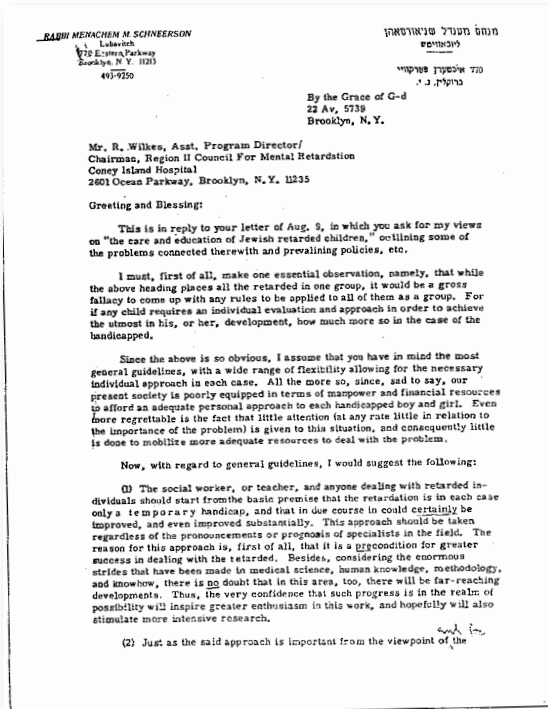 RABBI MENACHEM M. SCHNEERSON
Lubavitch
770 Eastern Parkway
Brooklyn, N. Y. 11213
493-9250
מנחם מענדל שניאורסאהן
ליובאוויטש
770 איסטערן פארקוויי
ברוקלין, נ. י.
By the Grace of G-d
22 Av, 5739
Brooklyn, N. Y.
Mr. R. Wilkes, Asst. Program Director/
Chairman, Region II Council For Mental Retardation
Coney Island Hospital
2601 Ocean Parkway, Brooklyn, N. Y. 11235
Greeting and Blessing:
This is in reply to your letter of Aug. 9, in which you ask for my views
on "the care and education of Jewish retarded children," outlining some of
the problems connected therewith and prevalining policies, etc.
I must, first of all, make one essential observation, namely, that while
the above heading places all the retarded in one group, it would be a gross
fallacy to come up with any rules to be applied to all of them as a group. For
if any child requires an individual evaluation and approach in order to achieve
the utmost in his, or her, development, how much more so in the case of the
handicapped.
Since the above is so obvious, I assume that you have in mind the most
general guidelines, with a wide range of flexibility allowing for the necessary
individual approach in each case. All the more so, since, sad to say, our
present society is poorly equipped in terms of manpower and financial resources
to afford an adequate personal approach to each handicapped boy and girl. Even
more regrettable is the fact that little attention (at any rate little in relation to
the importance of the problem) is given to this situation, and consequently little
is done to mobilize more adequate resources to deal with the problem.
Now, with regard to general guidelines, I would suggest the following:
(1) The social worker, or teacher, and anyone dealing with retarded in-
dividuals should start from the basic premise that the retardation is in each case
only a temporary handicap, and that in due course in could certainly be
improved, and even improved substantially. This approach should be taken
regardless of the pronouncements or prognosis of specialists in the field. The
reason for this approach is, first of all, that it is a precondition for greater
success in dealing with the retarded. Besides, considering the enormous
strides that have been made in medical science, human knowledge, methodology,
and knowhow, there is no doubt that in this area, too, there will be far-reaching
developments. Thus, the very confidence that such progress is in the realm of
possibility will inspire greater enthusiasm in this work, and hopefully will also
stimulate more intensive research.
(2) Just as the said approach is important from the viewpoint of the